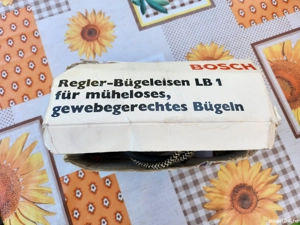 BOSCH
Regler-Bügeleisen LB 1
für müheloses,
gewebegerechtes Bügeln